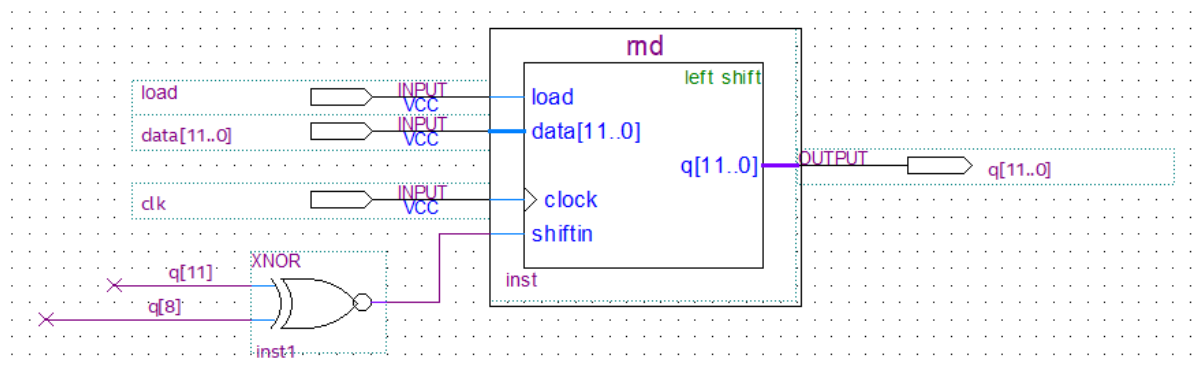 rnd
left shift
load
INPUT
VCC
load
data[11..0]
INPUT
VCC
data[11..0]
q[11..0]
OUTPUT
q[11..0]
clk
INPUT
VCC
clock
shiftin
XNOR
q[11]
q[8]
inst
inst1